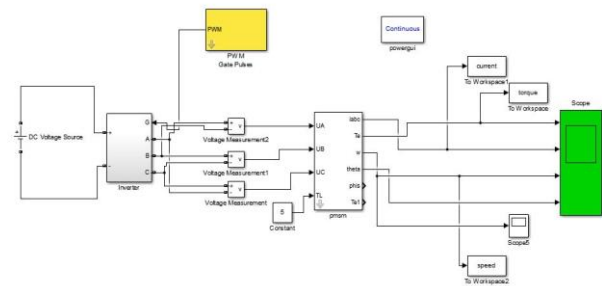 PWM
PWM
Gate Pulses
Continuous
powergui
current
To Workspace1
torque
To Workspace
Scope
DC Voltage Source
+
-
G
A
B
C
Inverter
+
-
v
Voltage Measurement2
+
-
v
Voltage Measurement1
+
-
v
Voltage Measurement
5
Constant
UA
UB
UC
TL
Iabc
Te
w
theta
phis
Te1
pmsm
Scope5
speed
To Workspace2